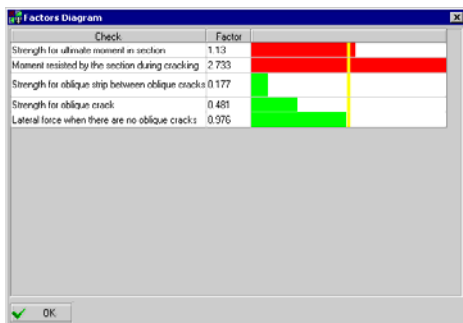 Factors Diagram
Check Factor
Strength for ultimate moment in section 1.13
Moment resisted by the section during cracking 2.733
Strength for oblique strip between oblique cracks 0.177
Strength for oblique crack 0.481
Lateral force when there are no oblique cracks 0.976
OK